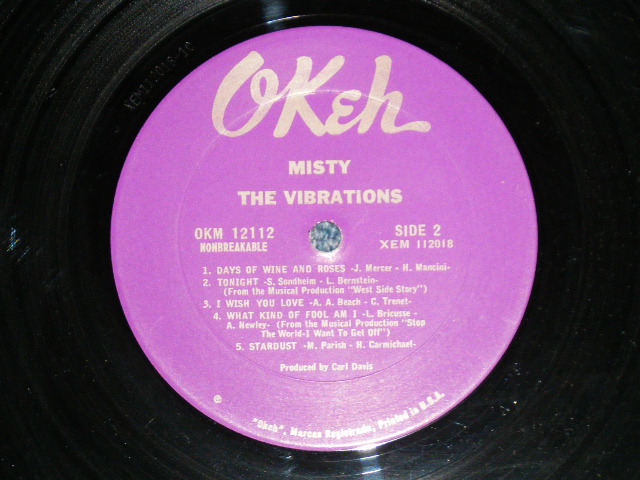 OKeh
MISTY
THE VIBRATIONS
OKM 12112
NONBREAKABLE
SIDE 2
XEM 112018
1. DAYS OF WINE AND ROSES -J. Mercer - H. Mancini-
2. TONIGHT -S. Sondheim - L. Bernstein-
(From the Musical Production "West Side Story")
3. I WISH YOU LOVE -A. A. Beach - C. Trenet-
4. WHAT KIND OF FOOL AM I -L. Bricusse -
A. Newley- (From the Musical Production "Stop
The World-I Want To Get Off")
5. STARDUST -M. Parish - H. Carmichael-
Produced by Carl Davis
℗
"Okeh", Marcas Registrada, Printed in U.S.A.